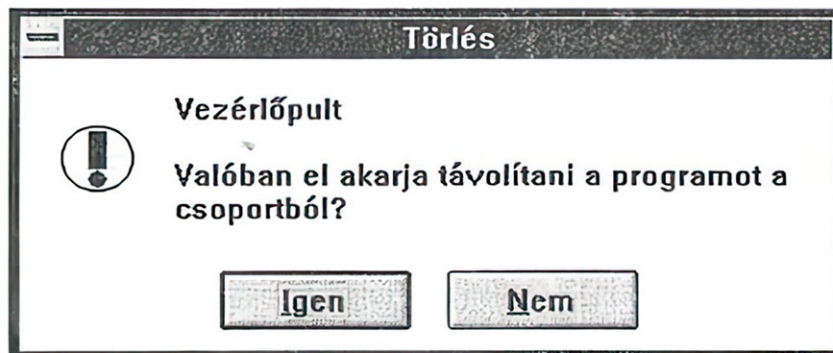 Törlés
Vezérlőpult
Valóban el akarja távolítani a programot a
csoportból?
Igen
Nem